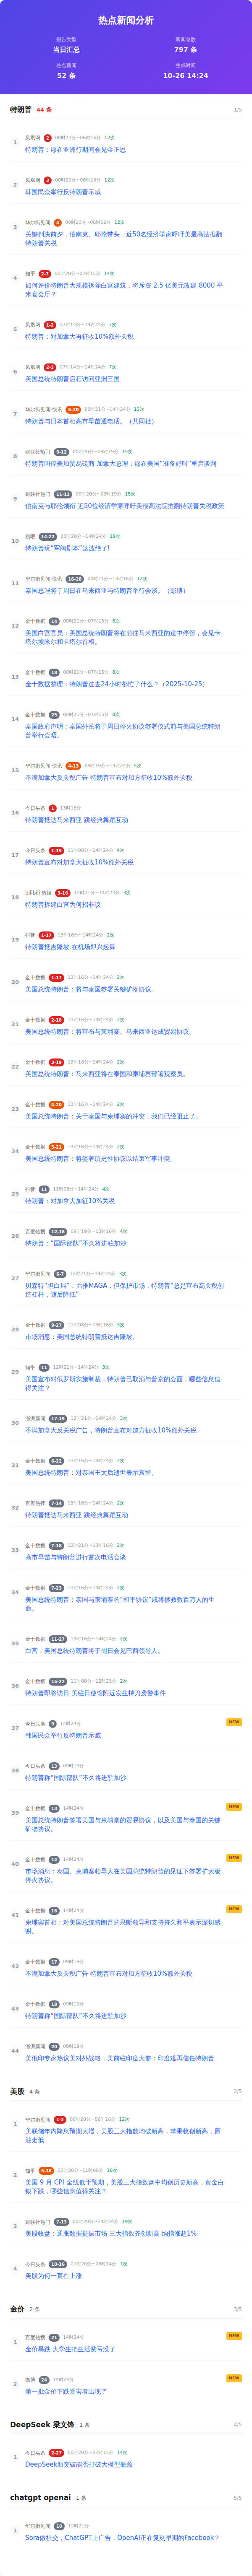 热点新闻分析
报告类型
新闻总数
当日汇总
797 条
热点新闻
生成时间
52 条
10-26 14:24
特朗普 44 条 1/5
1 凤凰网 2 00时20分~06时16分 12次
特朗普：愿在亚洲行期间会见金正恩
2 凤凰网 3 00时20分~06时16分 12次
韩国民众举行反特朗普示威
3 华尔街见闻 6 00时20分~06时16分 12次
关键判决前夕，伯南克、耶伦带头，近50名经济学家呼吁美最高法推翻
特朗普关税
4 知乎 2-7 00时20分~07时15分 14次
如何评价特朗普大规模拆除白宫建筑，将斥资 2.5 亿美元改建 8000 平
米宴会厅？
5 凤凰网 1-2 07时16分~14时24分 7次
特朗普：对加拿大再征收10%额外关税
6 凤凰网 2-3 07时16分~14时24分 7次
美国总统特朗普启程访问亚洲三国
7 华尔街见闻-快讯 5-20 00时21分~14时24分 13次
特朗普与日本首相高市早苗通电话。（共同社）
8 财联社热门 9-12 00时20分~09时19分 15次
特朗普叫停美加贸易磋商 加拿大总理：愿在美国“准备好时”重启谈判
9 财联社热门 11-13 00时20分~09时19分 15次
伯南克与耶伦领衔 近50位经济学家呼吁美最高法院推翻特朗普关税政策
10 贴吧 14-22 00时20分~14时24分 19次
特朗普玩“军阀剧本”这波绝了!
11 华尔街见闻-快讯 16-28 00时21分~13时16分 12次
泰国总理将于周日在马来西亚与特朗普举行会谈。（彭博）
12 金十数据 18 00时21分~07时15分 8次
美国白宫官员：美国总统特朗普将在前往马来西亚的途中停留，会见卡
塔尔埃米尔和卡塔尔首相。
13 金十数据 19 00时21分~07时15分 8次
金十数据整理：特朗普过去24小时都忙了什么？（2025-10-25）
14 金十数据 25 00时21分~07时15分 8次
泰国政府声明：泰国外长将于周日停火协议签署仪式前与美国总统特朗
普举行会晤。
15 华尔街见闻-快讯 4-13 09时19分~14时24分 5次
不满加拿大反关税广告 特朗普宣布对加方征收10%额外关税
16 今日头条 1 13时16分
特朗普抵达马来西亚 跳经典舞蹈互动
17 今日头条 1-19 11时08分~14时24分 4次
特朗普宣布对加拿大征收10%额外关税
18 bilibili 热搜 5-16 12时21分~14时24分 3次
特朗普拆建白宫为何招非议
19 抖音 1-17 13时16分~14时24分 2次
特朗普抵吉隆坡 在机场即兴起舞
20 金十数据 1-17 13时16分~14时24分 2次
美国总统特朗普：将与泰国签署关键矿物协议。
21 金十数据 2-18 13时16分~14时24分 2次
美国总统特朗普：将宣布与柬埔寨、马来西亚达成贸易协议。
22 金十数据 3-19 13时16分~14时24分 2次
美国总统特朗普：马来西亚将在泰国和柬埔寨部署观察员。
23 金十数据 4-20 13时16分~14时24分 2次
美国总统特朗普：关于泰国与柬埔寨的冲突，我们已经阻止了。
24 金十数据 5-21 13时16分~14时24分 2次
美国总统特朗普：将签署历史性协议以结束军事冲突。
25 抖音 11 11时08分~14时24分 4次
特朗普：对加拿大加征10%关税
26 百度热搜 12-18 09时19分~13时16分 4次
特朗普：“国际部队”不久将进驻加沙
27 华尔街见闻 6-7 12时21分~14时24分 3次
贝森特“坦白局”：力推MAGA，但保护市场，特朗普“总是宣布高关税创
造杠杆，随后降低”
28 金十数据 9-27 11时08分~13时16分 3次
市场消息：美国总统特朗普抵达吉隆坡。
29 知乎 11 12时21分~14时24分 3次
美国宣布对俄罗斯实施制裁，特朗普已取消与普京的会面，哪些信息值
得关注？
30 澎湃新闻 17-19 12时21分~14时24分 3次
不满加拿大反关税广告，特朗普宣布对加方征收10%额外关税
31 金十数据 6-22 13时16分~14时24分 2次
美国总统特朗普：对泰国王太后逝世表示哀悼。
32 百度热搜 7-14 13时16分~14时24分 2次
特朗普抵达马来西亚 跳经典舞蹈互动
33 金十数据 7-18 12时21分~13时16分 2次
高市早苗与特朗普进行首次电话会谈
34 金十数据 7-23 13时16分~14时24分 2次
美国总统特朗普：泰国与柬埔寨的“和平协议”或将拯救数百万人的生
命。
35 金十数据 11-27 13时16分~14时24分 2次
白宫：美国总统特朗普将于周日会见巴西领导人。
36 金十数据 15-22 11时08分~12时21分 2次
特朗普即将访日 美驻日使馆附近发生持刀袭警事件
37 今日头条 9 14时24分 NEW
韩国民众举行反特朗普示威
38 今日头条 13 09时19分
特朗普称“国际部队”不久将进驻加沙
39 金十数据 13 14时24分 NEW
美国总统特朗普签署美国与柬埔寨的贸易协议，以及美国与泰国的关键
矿物协议。
40 金十数据 14 14时24分 NEW
市场消息：泰国、柬埔寨领导人在美国总统特朗普的见证下签署扩大版
停火协议。
41 金十数据 16 14时24分 NEW
柬埔寨首相：对美国总统特朗普的果断领导和支持持久和平表示深切感
谢。
42 金十数据 17 09时19分
不满加拿大反关税广告 特朗普宣布对加方征收10%额外关税
43 金十数据 18 09时19分
特朗普称“国际部队”不久将进驻加沙
44 澎湃新闻 20 09时19分
美俄印专家热议美对外战略，美前驻印度大使：印度难再信任特朗普
美股 4 条 2/5
1 华尔街见闻 1-3 00时20分~06时16分 12次
美联储年内降息预期大增，美股三大指数均破新高，苹果收创新高，原
油走低
2 知乎 5-19 00时20分~11时08分 16次
美国 9 月 CPI 全线低于预期，美股三大指数盘中均创历史新高，黄金白
银下跌，哪些信息值得关注？
3 财联社热门 7-13 00时20分~14时24分 19次
美股收盘：通胀数据提振市场 三大指数齐创新高 纳指涨超1%
4 今日头条 10-16 00时20分~03时14分 7次
美股为何一直在上涨
金价 2 条 3/5
1 百度热搜 21 14时24分 NEW
金价暴跌 大学生把生活费亏没了
2 微博 26 14时24分 NEW
第一批金价下跌受害者出现了
DeepSeek 梁文锋 1 条 4/5
1 今日头条 2-27 00时20分~07时15分 14次
DeepSeek新突破能否打破大模型瓶颈
chatgpt openai 1 条 5/5
1 华尔街见闻 10 12时21分
Sora做社交，ChatGPT上广告，OpenAI正在复刻早期的Facebook？